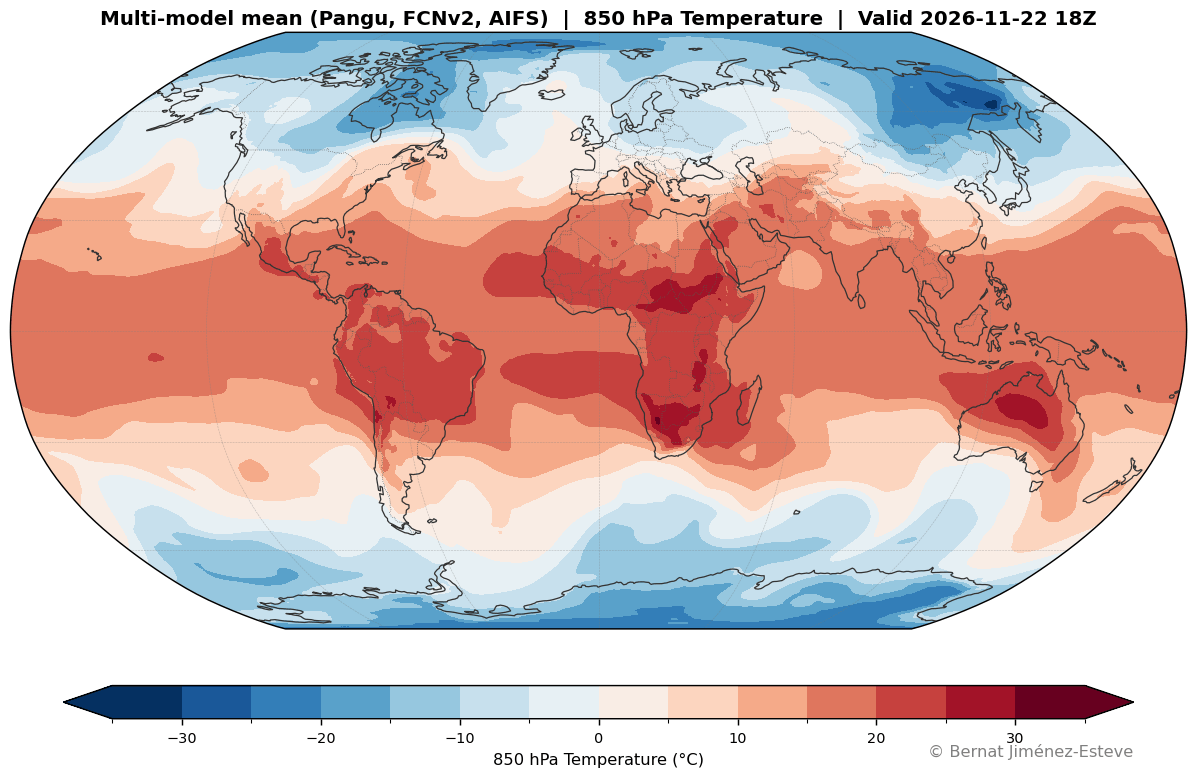 Multi-model mean (Pangu, FCNv2, AIFS)  |  850 hPa Temperature  |  Valid 2026-11-22 18Z
−30 −20 −10 0 10 20 30
850 hPa Temperature (°C)
© Bernat Jiménez-Esteve